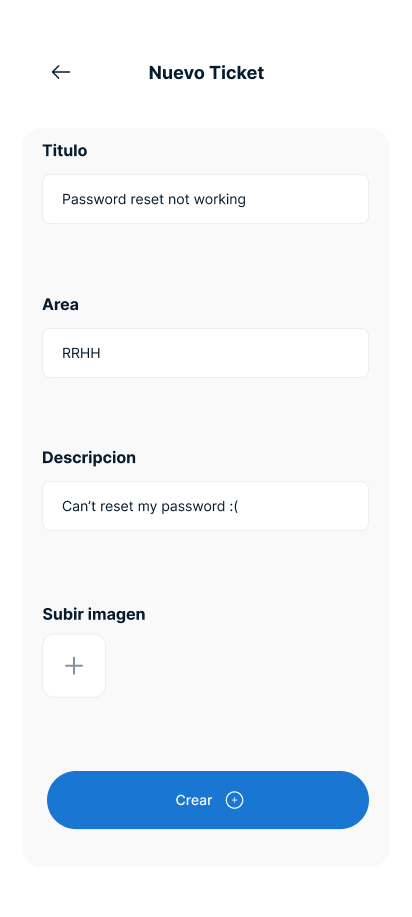 Nuevo Ticket
Titulo
Password reset not working
Area
RRHH
Descripcion
Can’t reset my password :(
Subir imagen
Crear